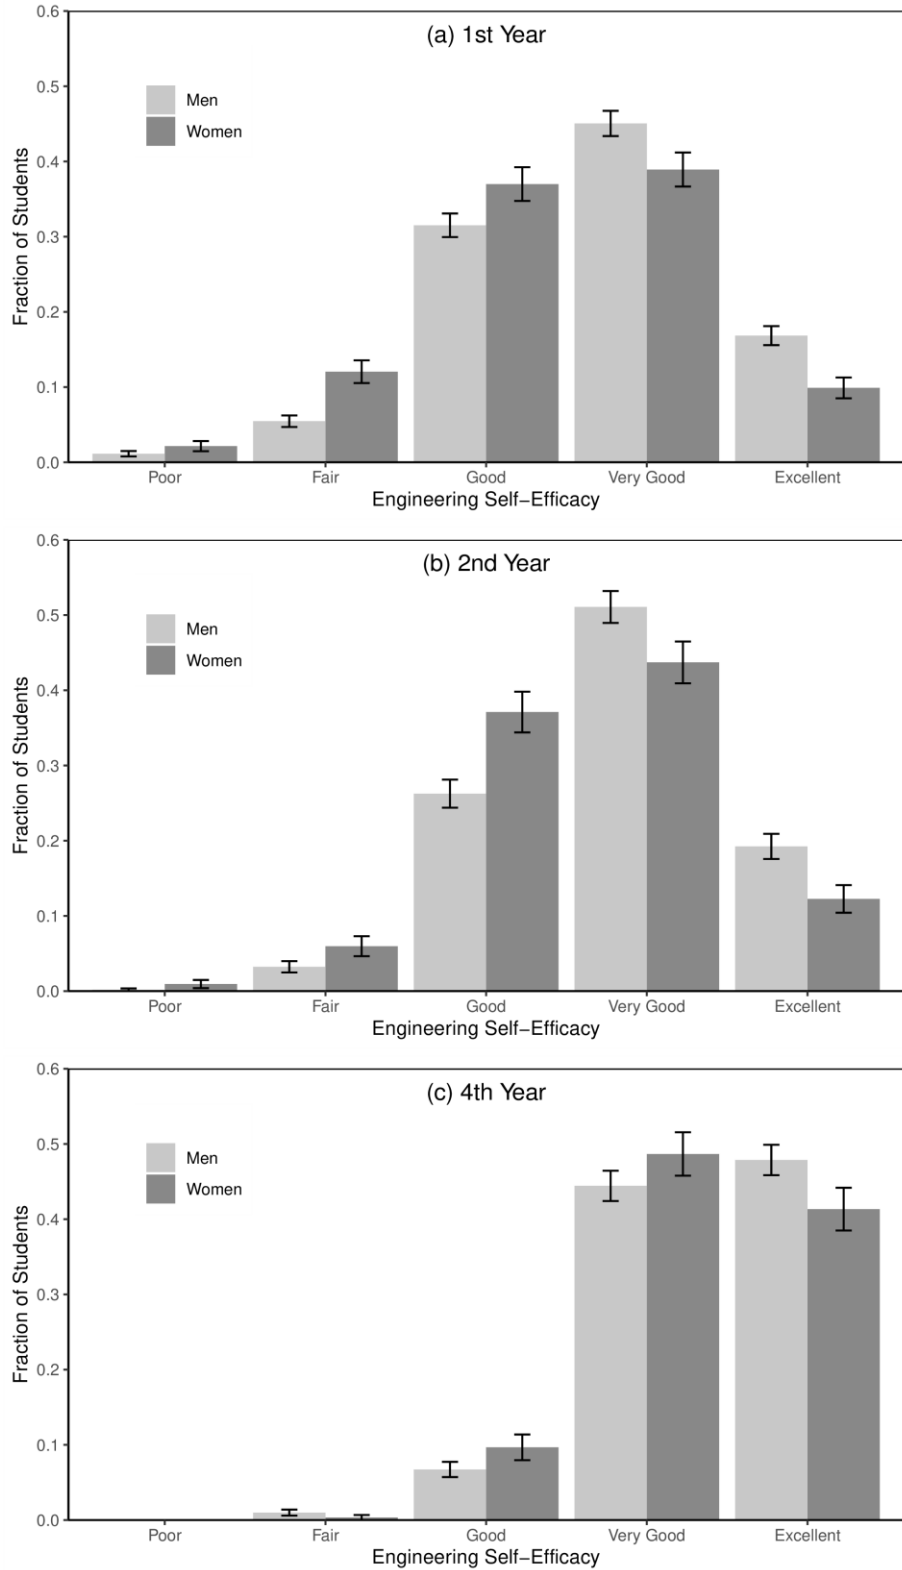 (a) 1st Year
Men
Women
Fraction of Students
0.6
0.5
0.4
0.3
0.2
0.1
0.0
Poor Fair Good Very Good Excellent
Engineering Self−Efficacy
(b) 2nd Year
Men
Women
Fraction of Students
0.6
0.5
0.4
0.3
0.2
0.1
0.0
Poor Fair Good Very Good Excellent
Engineering Self−Efficacy
(c) 4th Year
Men
Women
Fraction of Students
0.6
0.5
0.4
0.3
0.2
0.1
0.0
Poor Fair Good Very Good Excellent
Engineering Self−Efficacy